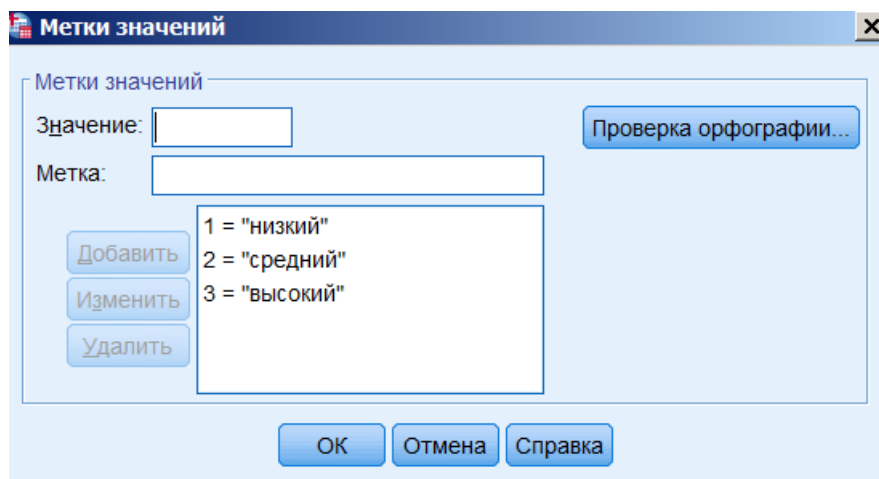 Метки значений
Метки значений
Значение:
Проверка орфографии...
Метка:
Добавить
Изменить
Удалить
1 = "низкий"
2 = "средний"
3 = "высокий"
ОК
Отмена
Справка